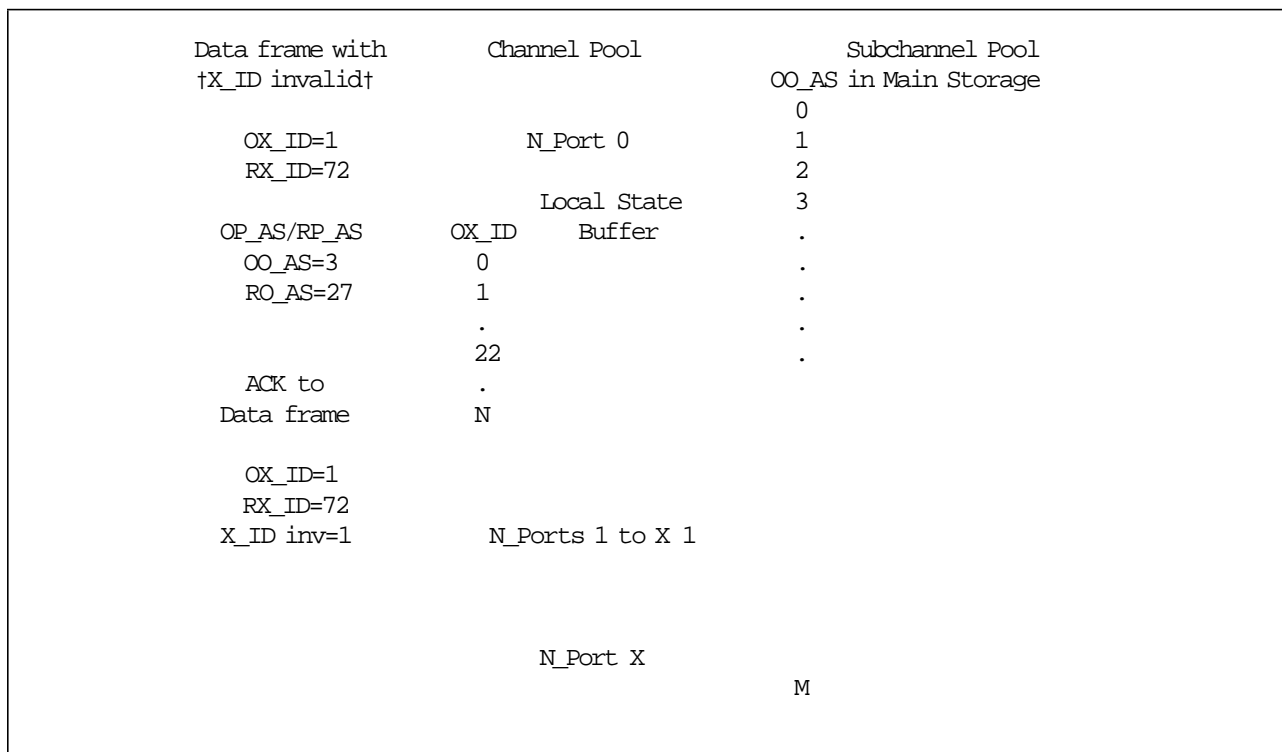 Data frame with Channel Pool Subchannel Pool
†X_ID invalid† OO_AS in Main Storage
0
OX_ID=1 N_Port 0 1
RX_ID=72 2
Local State 3
OP_AS/RP_AS OX_ID Buffer .
OO_AS=3 0 .
RO_AS=27 1 .
. .
22 .
ACK to .
Data frame N
OX_ID=1
RX_ID=72
X_ID inv=1 N_Ports 1 to X 1
N_Port X
M